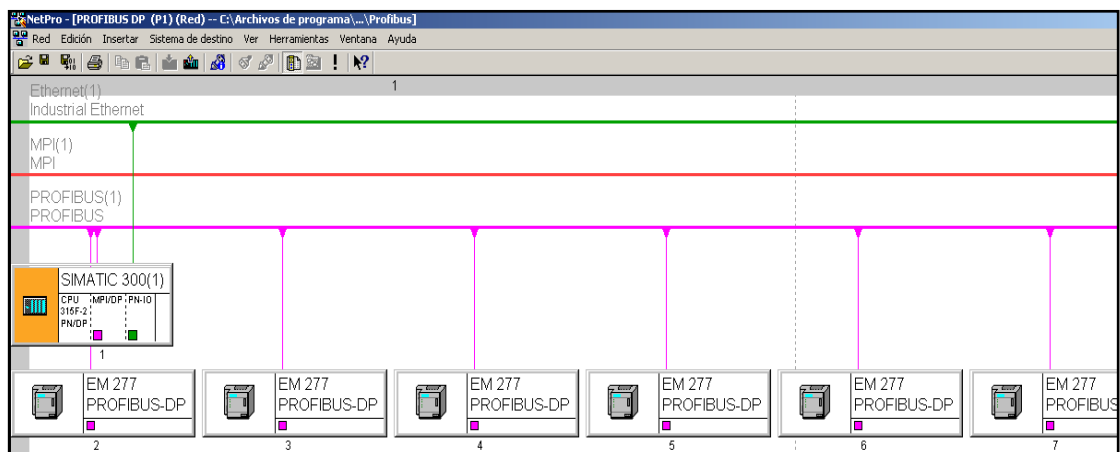 NetPro - [PROFIBUS DP (P1) (Red) -- C:\Archivos de programa\...\Profibus]
Red Edición Insertar Sistema de destino Ver Herramientas Ventana Ayuda
1
Ethernet(1)
Industrial Ethernet
MPI(1)
MPI
PROFIBUS(1)
PROFIBUS
SIMATIC 300(1)
CPU MPI/DP PN-IO
315F-2
PN/DP
1
EM 277 EM 277 EM 277 EM 277 EM 277 EM 277
PROFIBUS-DP PROFIBUS-DP PROFIBUS-DP PROFIBUS-DP PROFIBUS-DP PROFIBUS
2 3 4 5 6 7